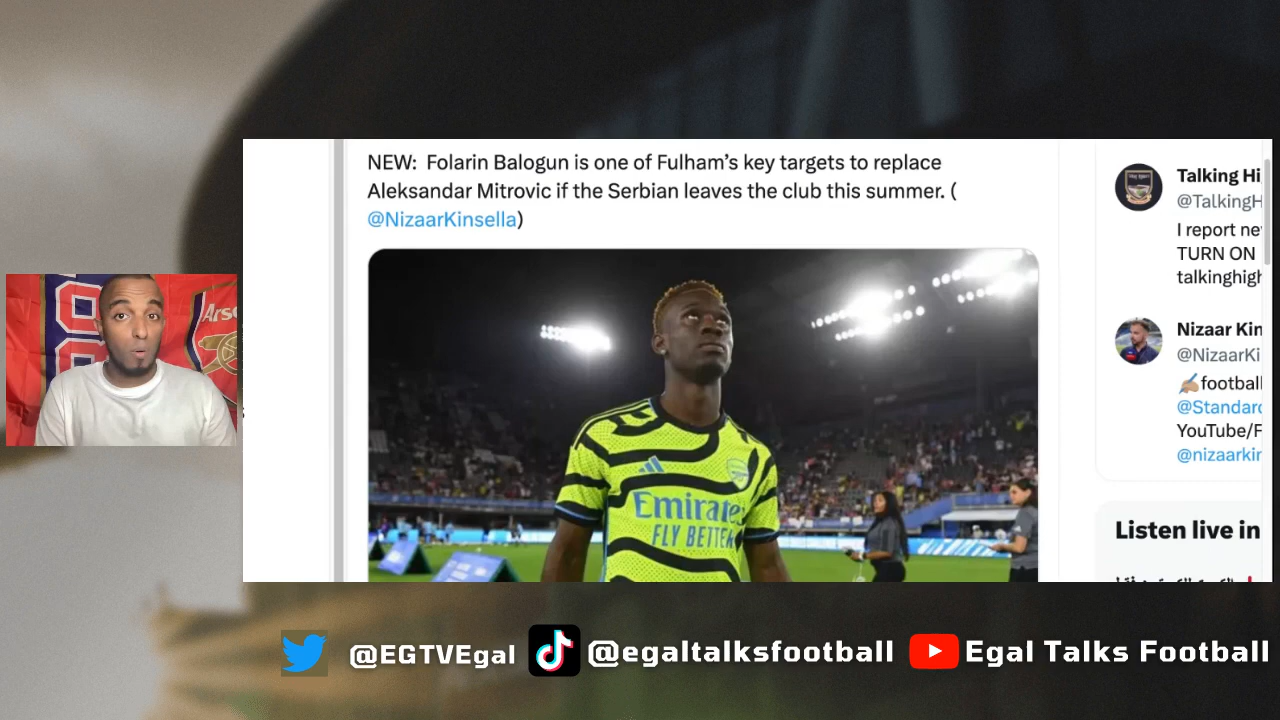 NEW: Folarin Balogun is one of Fulham's key targets to replace
Aleksandar Mitrovic if the Serbian leaves the club this summer. (
@NizaarKinsella)
Talking Hi
@TalkingH
I report ne
TURN ON
talkinghigh
Nizaar Kin
@NizaarKi
football
@Standard
YouTube/F
@nizaarkin
Listen live in
Arse
Emirates
FLY BETTER
@EGTVEgal
@egaltalksfootball
Egal Talks Football